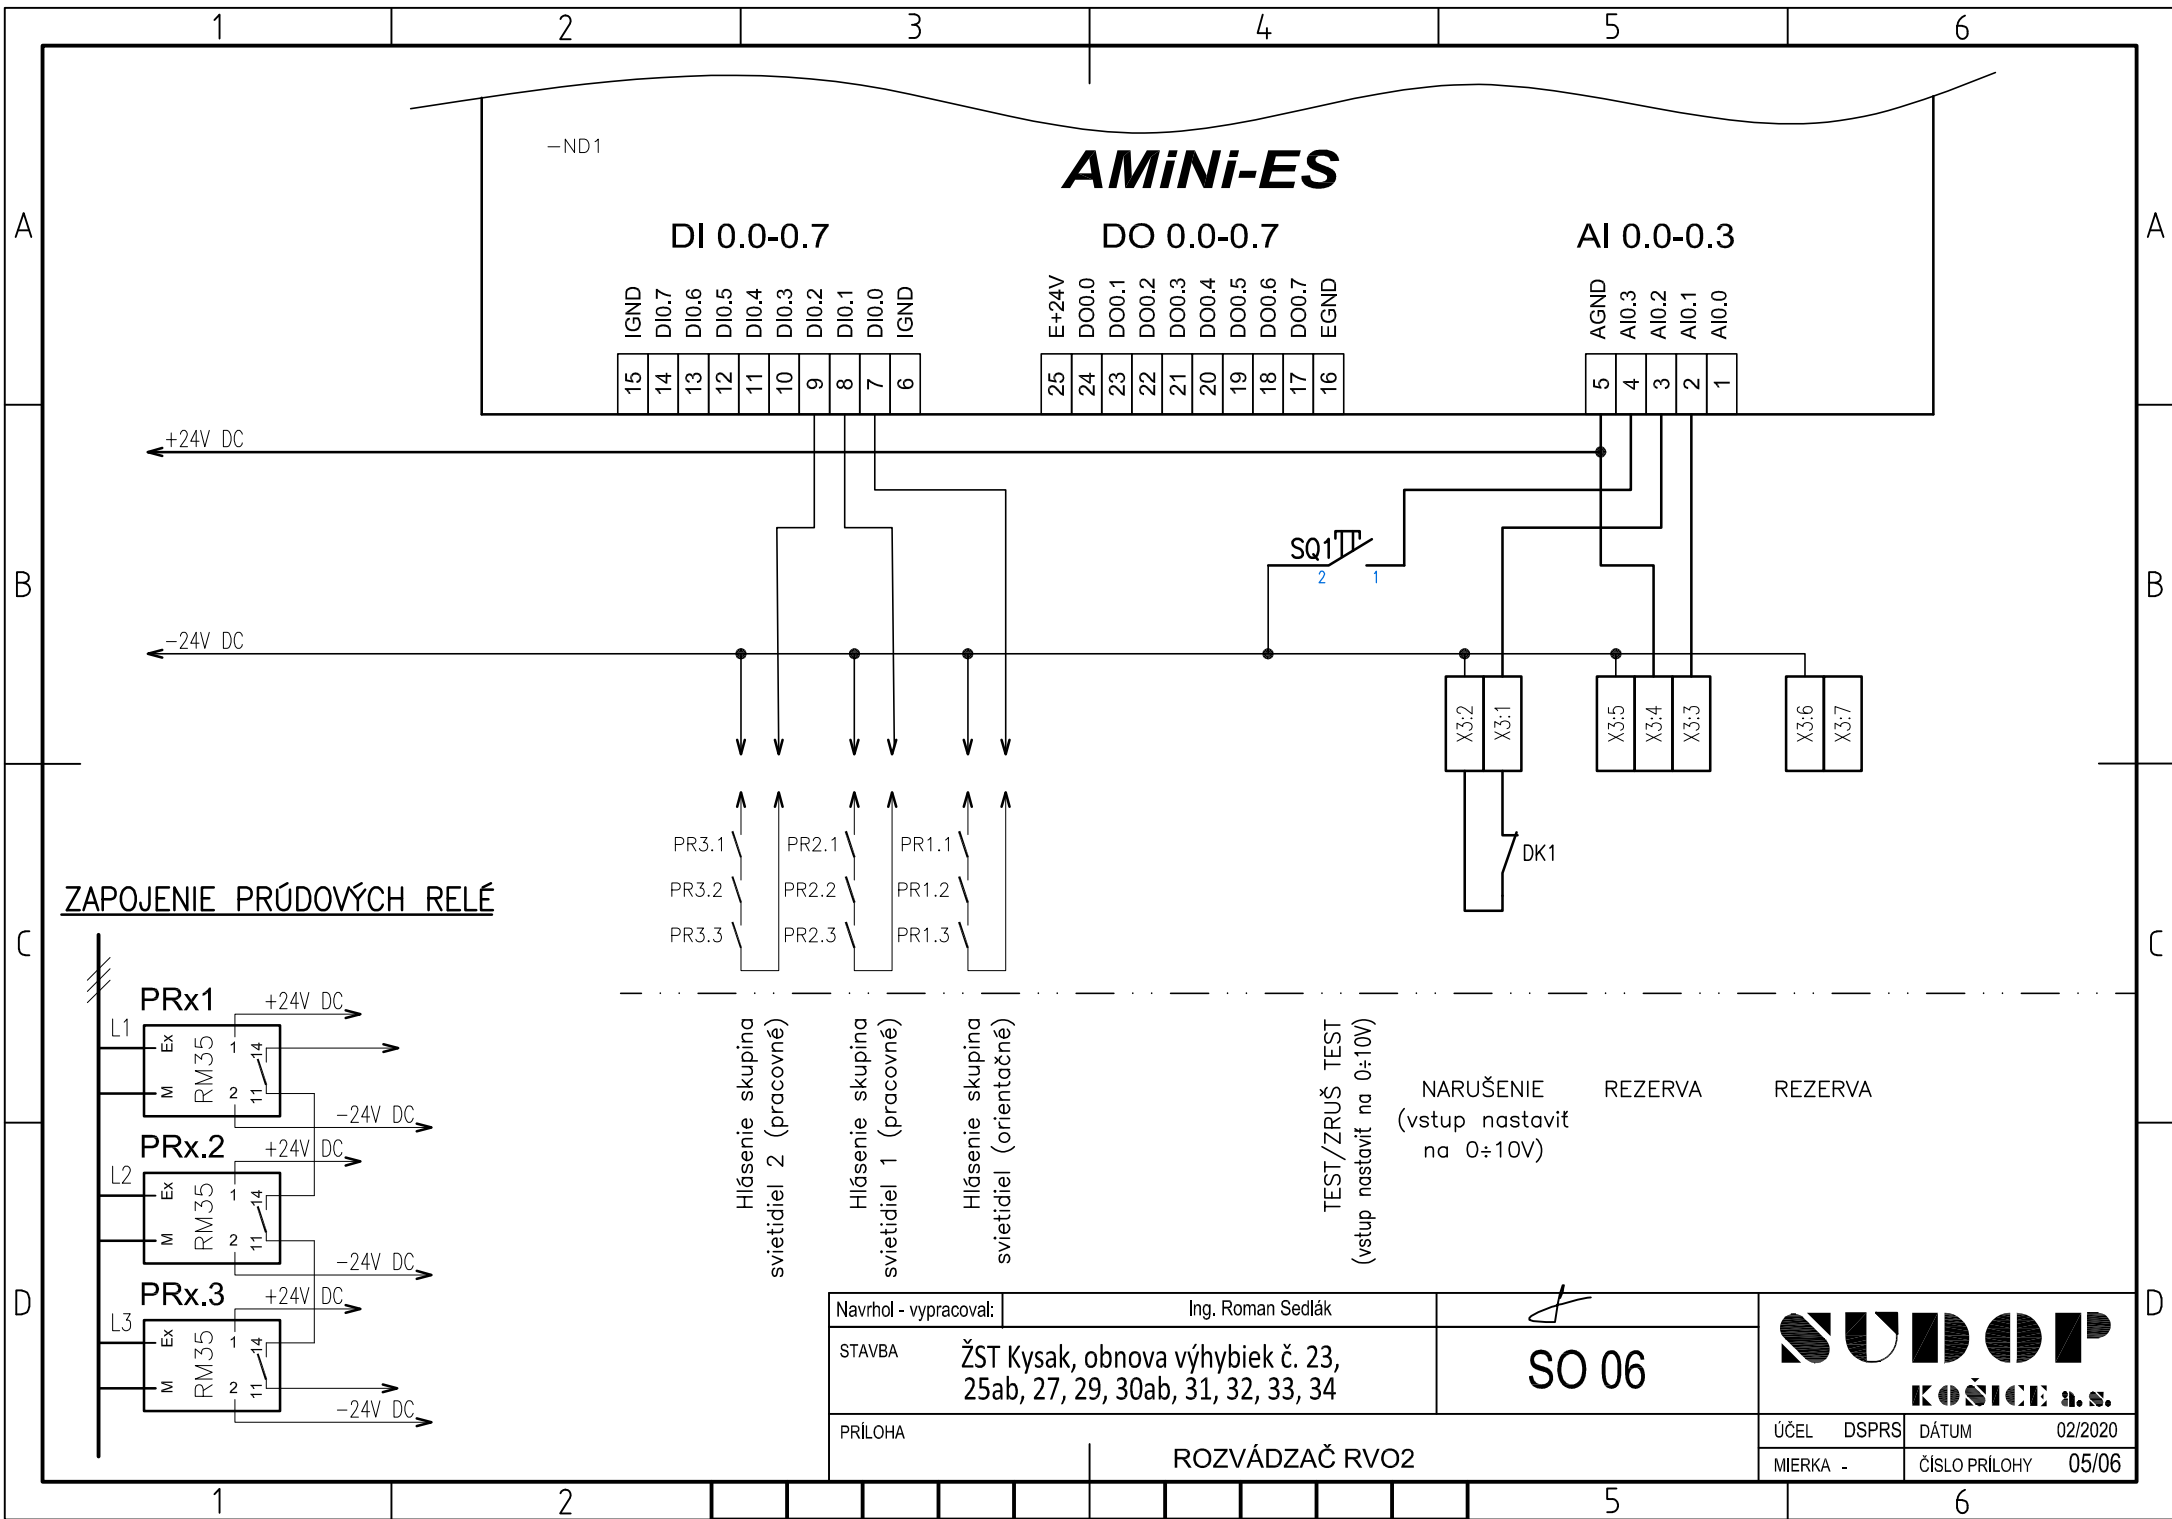 1 2 3 4 5 6
A A
-ND1
AMiNi-ES
DI 0.0-0.7
DO 0.0-0.7
AI 0.0-0.3
IGND DI0.7 DI0.6 DI0.5 DI0.4 DI0.3 DI0.2 DI0.1 DI0.0 IGND
E+24V DO0.0 DO0.1 DO0.2 DO0.3 DO0.4 DO0.5 DO0.6 DO0.7 EGND
AGND AI0.3 AI0.2 AI0.1 AI0.0
15 14 13 12 11 10 9 8 7 6
25 24 23 22 21 20 19 18 17 16
5 4 3 2 1
+24V DC
SQ1
2 1
B B
-24V DC
X3:2 X3:1
X3:5 X3:4 X3:3
X3:6 X3:7
PR3.1 PR2.1 PR1.1
DK1
PR3.2 PR2.2 PR1.2
PR3.3 PR2.3 PR1.3
C C
ZAPOJENIE PRÚDOVÝCH RELÉ
PRx1
+24V DC
L1
Ex RM35 1 14
M 2 11
-24V DC
PRx.2
+24V DC
L2
Ex RM35 1 14
M 2 11
-24V DC
PRx.3
+24V DC
L3
Ex RM35 1 14
M 2 11
-24V DC
Hlásenie skupina
svietidiel 2 (pracovné)
Hlásenie skupina
svietidiel 1 (pracovné)
Hlásenie skupina
svietidiel (orientačné)
TEST/ZRUŠ TEST
(vstup nastaviť na 0÷10V)
NARUŠENIE
(vstup nastaviť
na 0÷10V)
REZERVA
REZERVA
D D
Navrhol - vypracoval:
Ing. Roman Sedlák
STAVBA
ŽST Kysak, obnova výhybiek č. 23,
25ab, 27, 29, 30ab, 31, 32, 33, 34
SO 06
SUDOP
KOŠICE a.s.
PRÍLOHA
ROZVÁDZAČ RVO2
ÚČEL DSPRS
DÁTUM 02/2020
MIERKA -
ČÍSLO PRÍLOHY 05/06
1 2 5 6